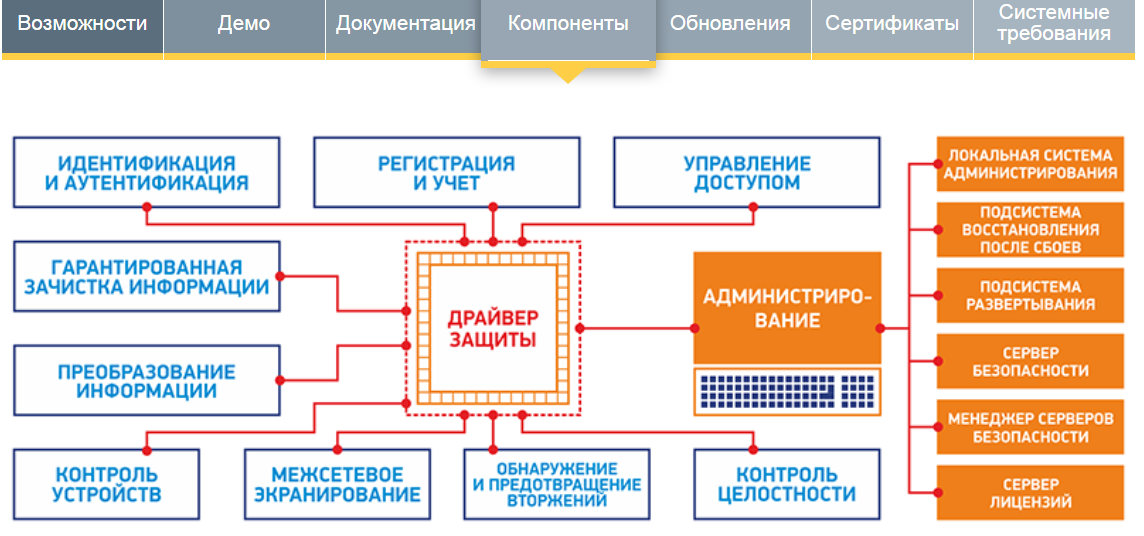 Возможности
Демо
Документация
Компоненты
Обновления
Сертификаты
Системные
требования
ИДЕНТИФИКАЦИЯ
И АУТЕНТИФИКАЦИЯ
РЕГИСТРАЦИЯ
И УЧЕТ
УПРАВЛЕНИЕ
ДОСТУПОМ
ЛОКАЛЬНАЯ СИСТЕМА
АДМИНИСТРИРОВАНИЯ
ПОДСИСТЕМА
ВОССТАНОВЛЕНИЯ
ПОСЛЕ СБОЕВ
ГАРАНТИРОВАННАЯ
ЗАЧИСТКА ИНФОРМАЦИИ
ДРАЙВЕР
ЗАЩИТЫ
АДМИНИСТРИРО-
ВАНИЕ
ПОДСИСТЕМА
РАЗВЕРТЫВАНИЯ
ПРЕОБРАЗОВАНИЕ
ИНФОРМАЦИИ
СЕРВЕР
БЕЗОПАСНОСТИ
МЕНЕДЖЕР СЕРВЕРОВ
БЕЗОПАСНОСТИ
КОНТРОЛЬ
УСТРОЙСТВ
МЕЖСЕТЕВОЕ
ЭКРАНИРОВАНИЕ
ОБНАРУЖЕНИЕ
И ПРЕДОТВРАЩЕНИЕ
ВТОРЖЕНИЙ
КОНТРОЛЬ
ЦЕЛОСТНОСТИ
СЕРВЕР
ЛИЦЕНЗИЙ